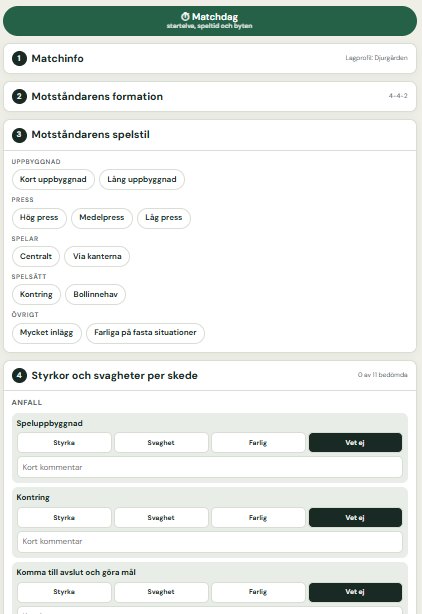 ⏱ Matchdag
startelva, speltid och byten
1 Matchinfo Lagprofil: Djurgården
2 Motståndarens formation 4-4-2
3 Motståndarens spelstil
UPPBYGGNAD
Kort uppbyggnad Lång uppbyggnad
PRESS
Hög press Medelpress Låg press
SPELAR
Centralt Via kanterna
SPELSÄTT
Kontring Bollinnehav
ÖVRIGT
Mycket inlägg Farliga på fasta situationer
4 Styrkor och svagheter per skede 0 av 11 bedömda
ANFALL
Speluppbyggnad
Styrka Svaghet Farlig Vet ej
Kort kommentar
Kontring
Styrka Svaghet Farlig Vet ej
Kort kommentar
Komma till avslut och göra mål
Styrka Svaghet Farlig Vet ej